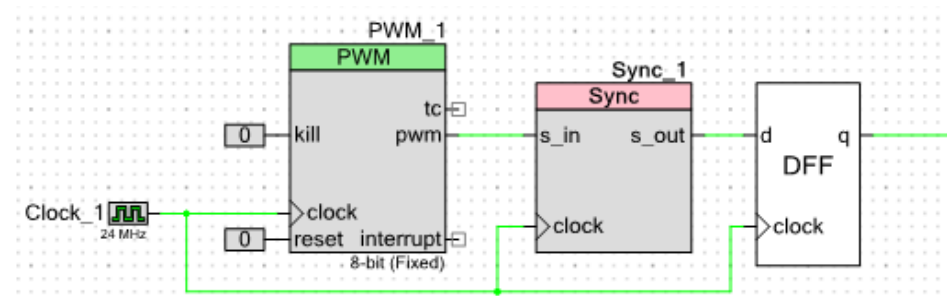 PWM_1
PWM
Sync_1
Sync
tc
0
kill
pwm
s_in
s_out
d
q
DFF
Clock_1
24 MHz
clock
clock
clock
0
reset
interrupt
8-bit (Fixed)